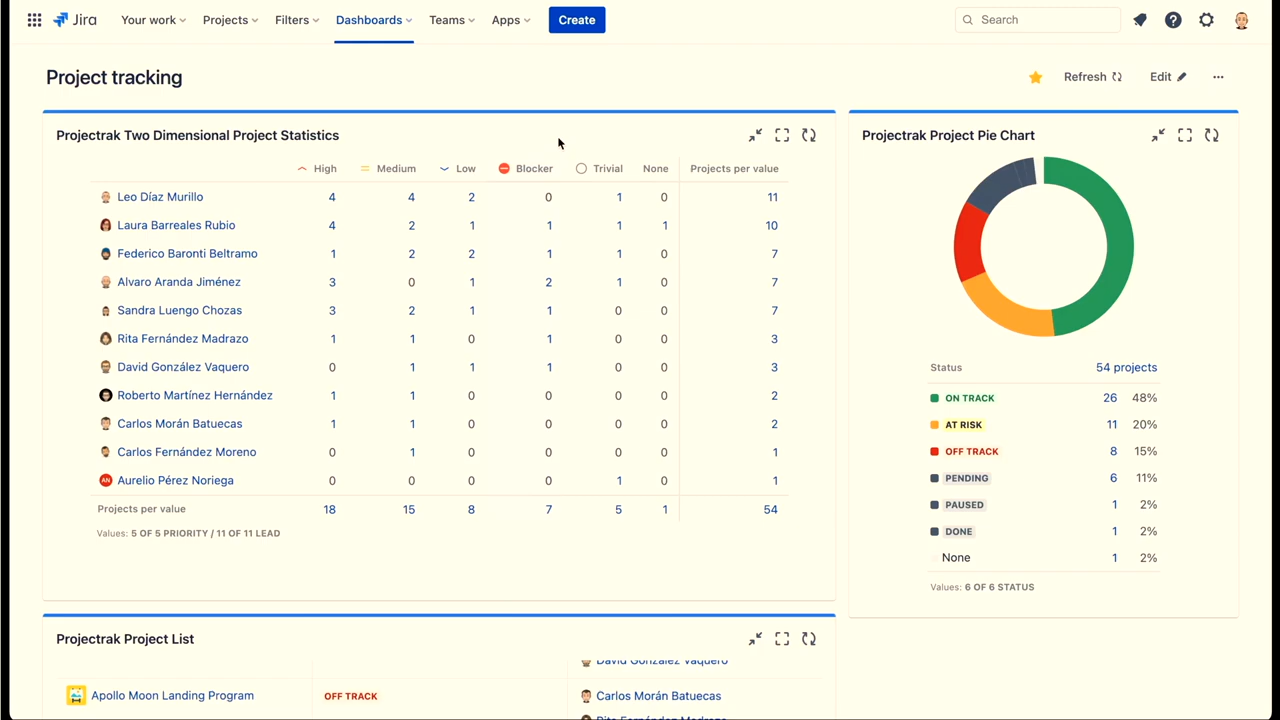 Jira Your work Projects Filters Dashboards Teams Apps Create Search
Project tracking
Refresh Edit
Projectrak Two Dimensional Project Statistics
High Medium Low Blocker Trivial None Projects per value
Leo Díaz Murillo 4 4 2 0 1 0 11
Laura Barreales Rubio 4 2 1 1 1 1 10
Federico Baronti Beltramo 1 2 2 1 1 0 7
Alvaro Aranda Jiménez 3 0 1 2 1 0 7
Sandra Luengo Chozas 3 2 1 1 0 0 7
Rita Fernández Madrazo 1 1 0 1 0 0 3
David González Vaquero 0 1 1 1 0 0 3
Roberto Martínez Hernández 1 1 0 0 0 0 2
Carlos Morán Batuecas 1 1 0 0 0 0 2
Carlos Fernández Moreno 0 1 0 0 0 0 1
AN Aurelio Pérez Noriega 0 0 0 0 1 0 1
Projects per value 18 15 8 7 5 1 54
Values: 5 OF 5 PRIORITY / 11 OF 11 LEAD
Projectrak Project Pie Chart
Status 54 projects
ON TRACK 26 48%
AT RISK 11 20%
OFF TRACK 8 15%
PENDING 6 11%
PAUSED 1 2%
DONE 1 2%
None 1 2%
Values: 6 OF 6 STATUS
Projectrak Project List
David González Vaquero
Apollo Moon Landing Program OFF TRACK Carlos Morán Batuecas
Rita Fernández Madrazo